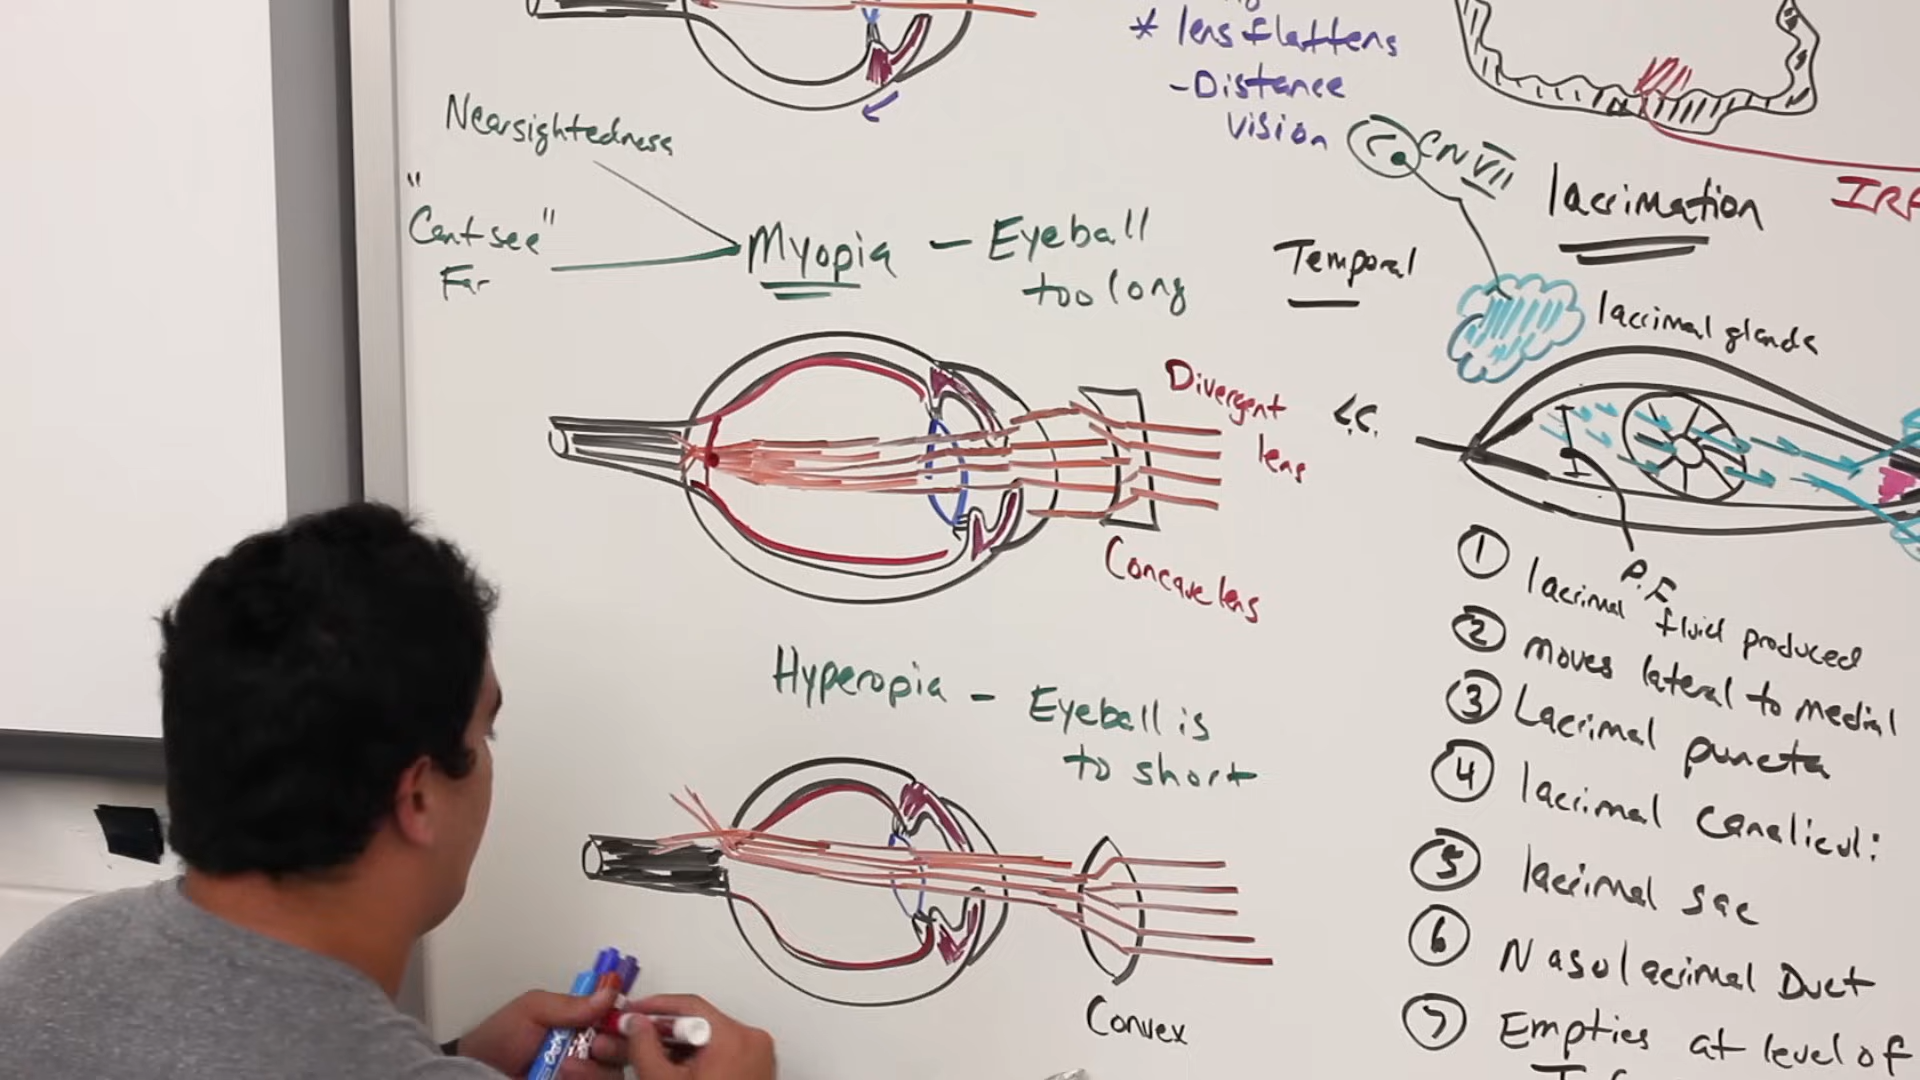 * lens flattens
- Distance
vision
Nearsightedness
"
Cant see"
Far
Myopia - Eyeball
too long
CN VII
lacrimation
Temporal
lacrimal glands
Divergent
lens
Concave lens
P.F.
Hyperopia - Eyeball is
to short
Convex
① lacrimal fluid produced
② moves lateral to medial
③ Lacrimal puncta
④ lacrimal canaliculi
⑤ lacrimal sac
⑥ Nasolacrimal Duct
⑦ Empties at level of